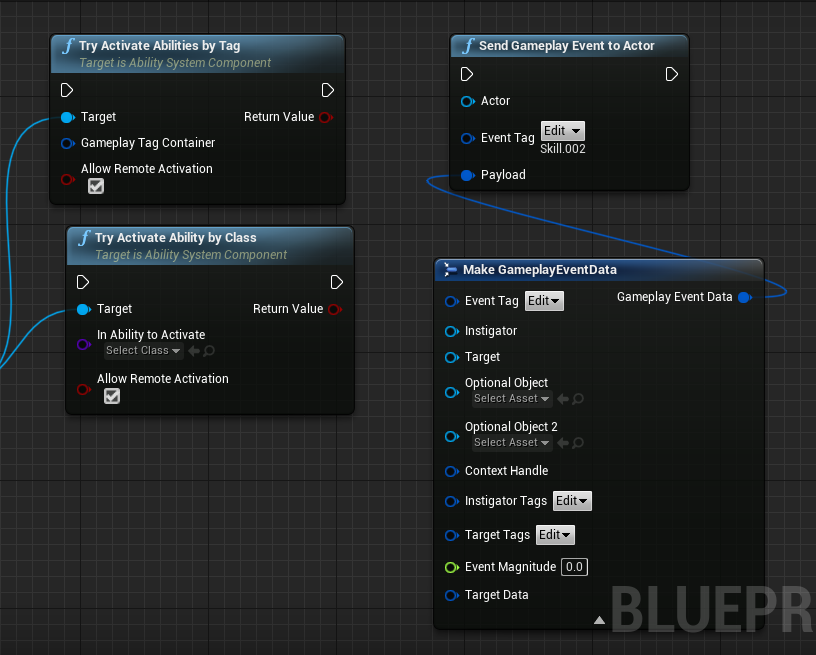 Try Activate Abilities by Tag
Target is Ability System Component
Target
Return Value
Gameplay Tag Container
Allow Remote Activation
Try Activate Ability by Class
Target is Ability System Component
Target
Return Value
In Ability to Activate
Select Class
Allow Remote Activation
Send Gameplay Event to Actor
Actor
Event Tag Edit
Skill.002
Payload
Make GameplayEventData
Event Tag Edit
Gameplay Event Data
Instigator
Target
Optional Object
Select Asset
Optional Object 2
Select Asset
Context Handle
Instigator Tags Edit
Target Tags Edit
Event Magnitude 0.0
Target Data
BLUEPR